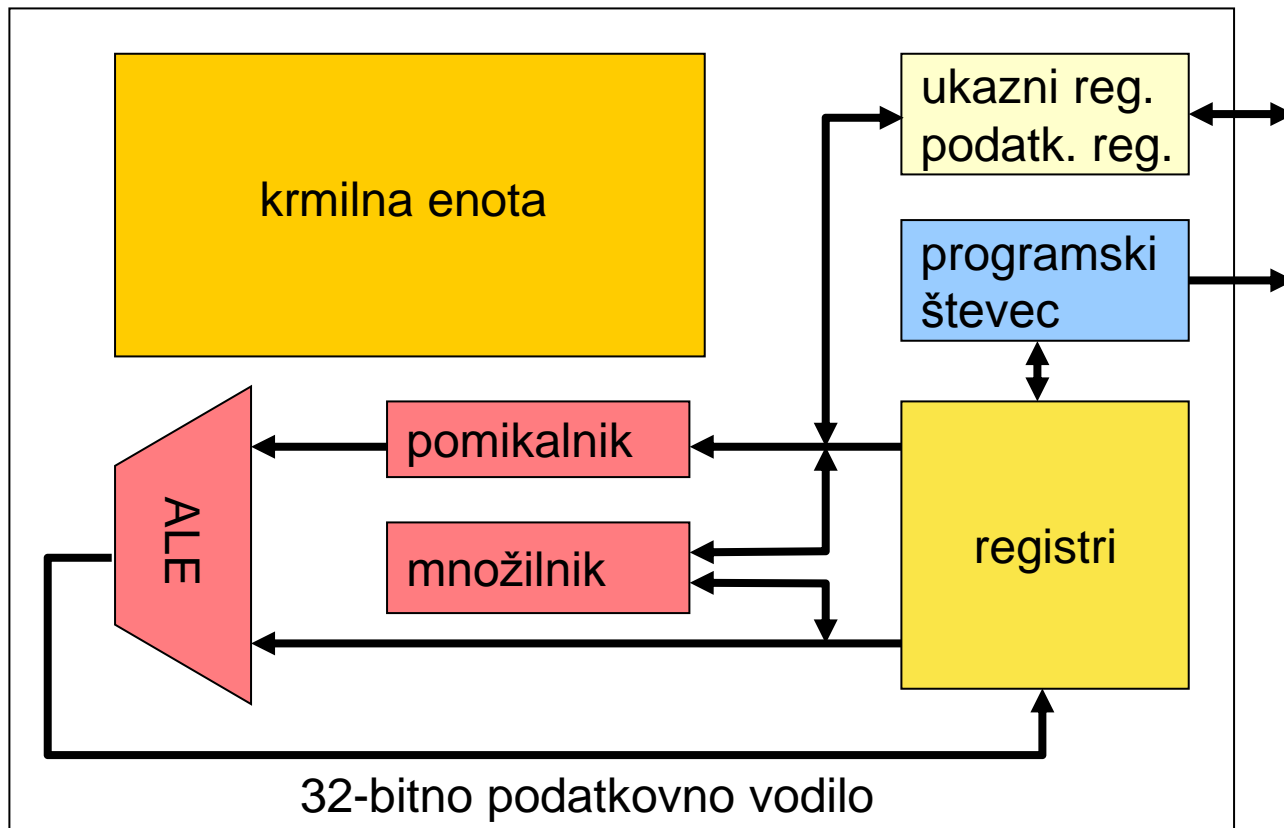 ukazni reg.
podatk. reg.
krmilna enota
programski
števec
pomikalnik
ALE
množilnik
registri
32-bitno podatkovno vodilo